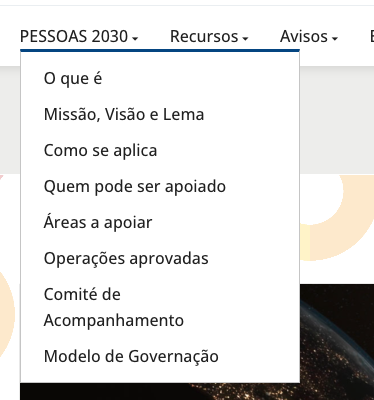 PESSOAS 2030 Recursos Avisos
O que é
Missão, Visão e Lema
Como se aplica
Quem pode ser apoiado
Áreas a apoiar
Operações aprovadas
Comité de
Acompanhamento
Modelo de Governação